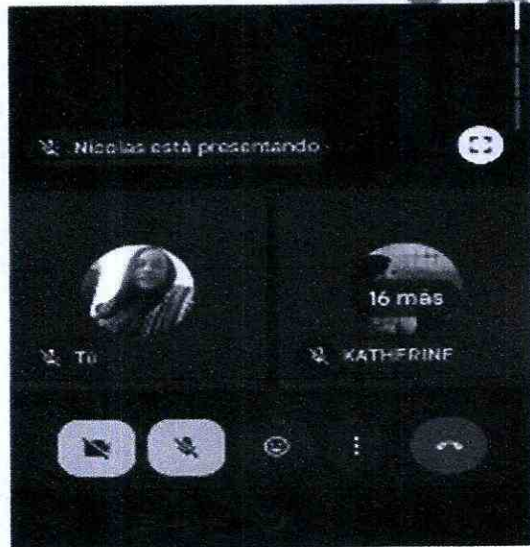 Nicolas está presentando
16 más
Tú
KATHERINE